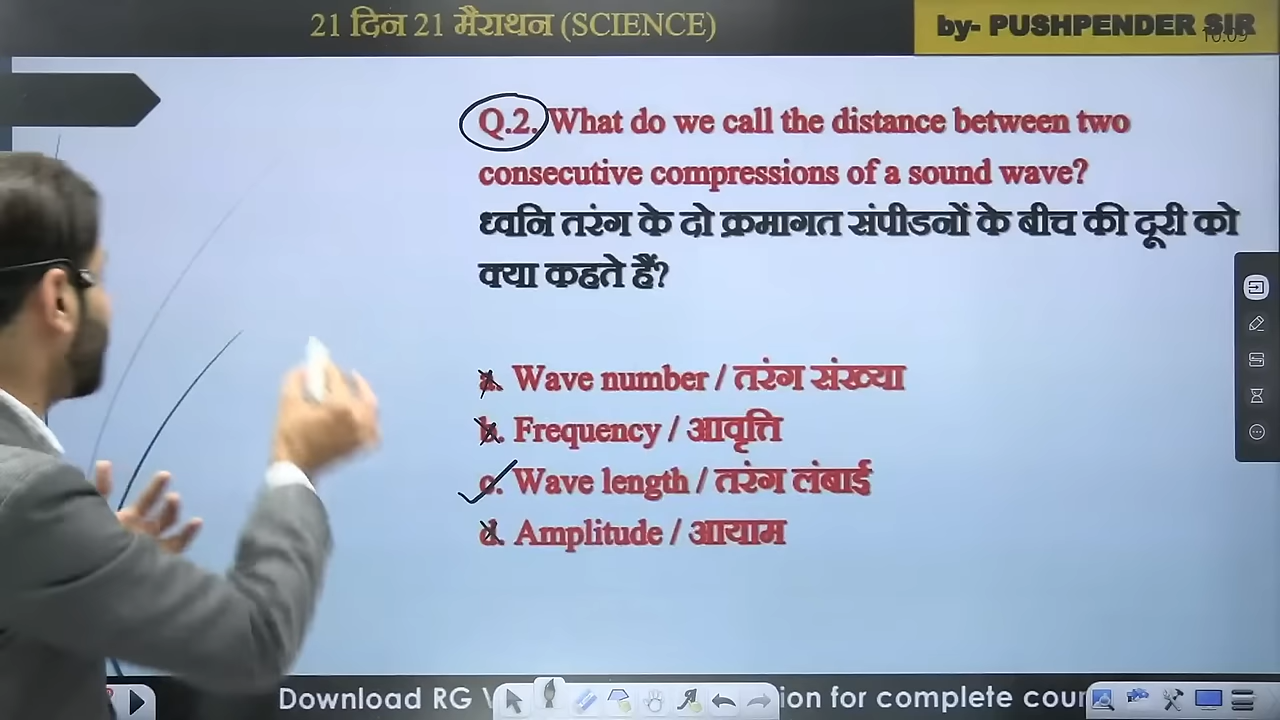 21 दिन 21 मैराथन (SCIENCE)
by- PUSHPENDER SIR
Q.2. What do we call the distance between two
consecutive compressions of a sound wave?
ध्वनि तरंग के दो क्रमागत संपीडनों के बीच की दूरी को
क्या कहते हैं?
a. Wave number / तरंग संख्या
b. Frequency / आवृत्ति
c. Wave length / तरंग लंबाई
d. Amplitude / आयाम
Download RG
for complete